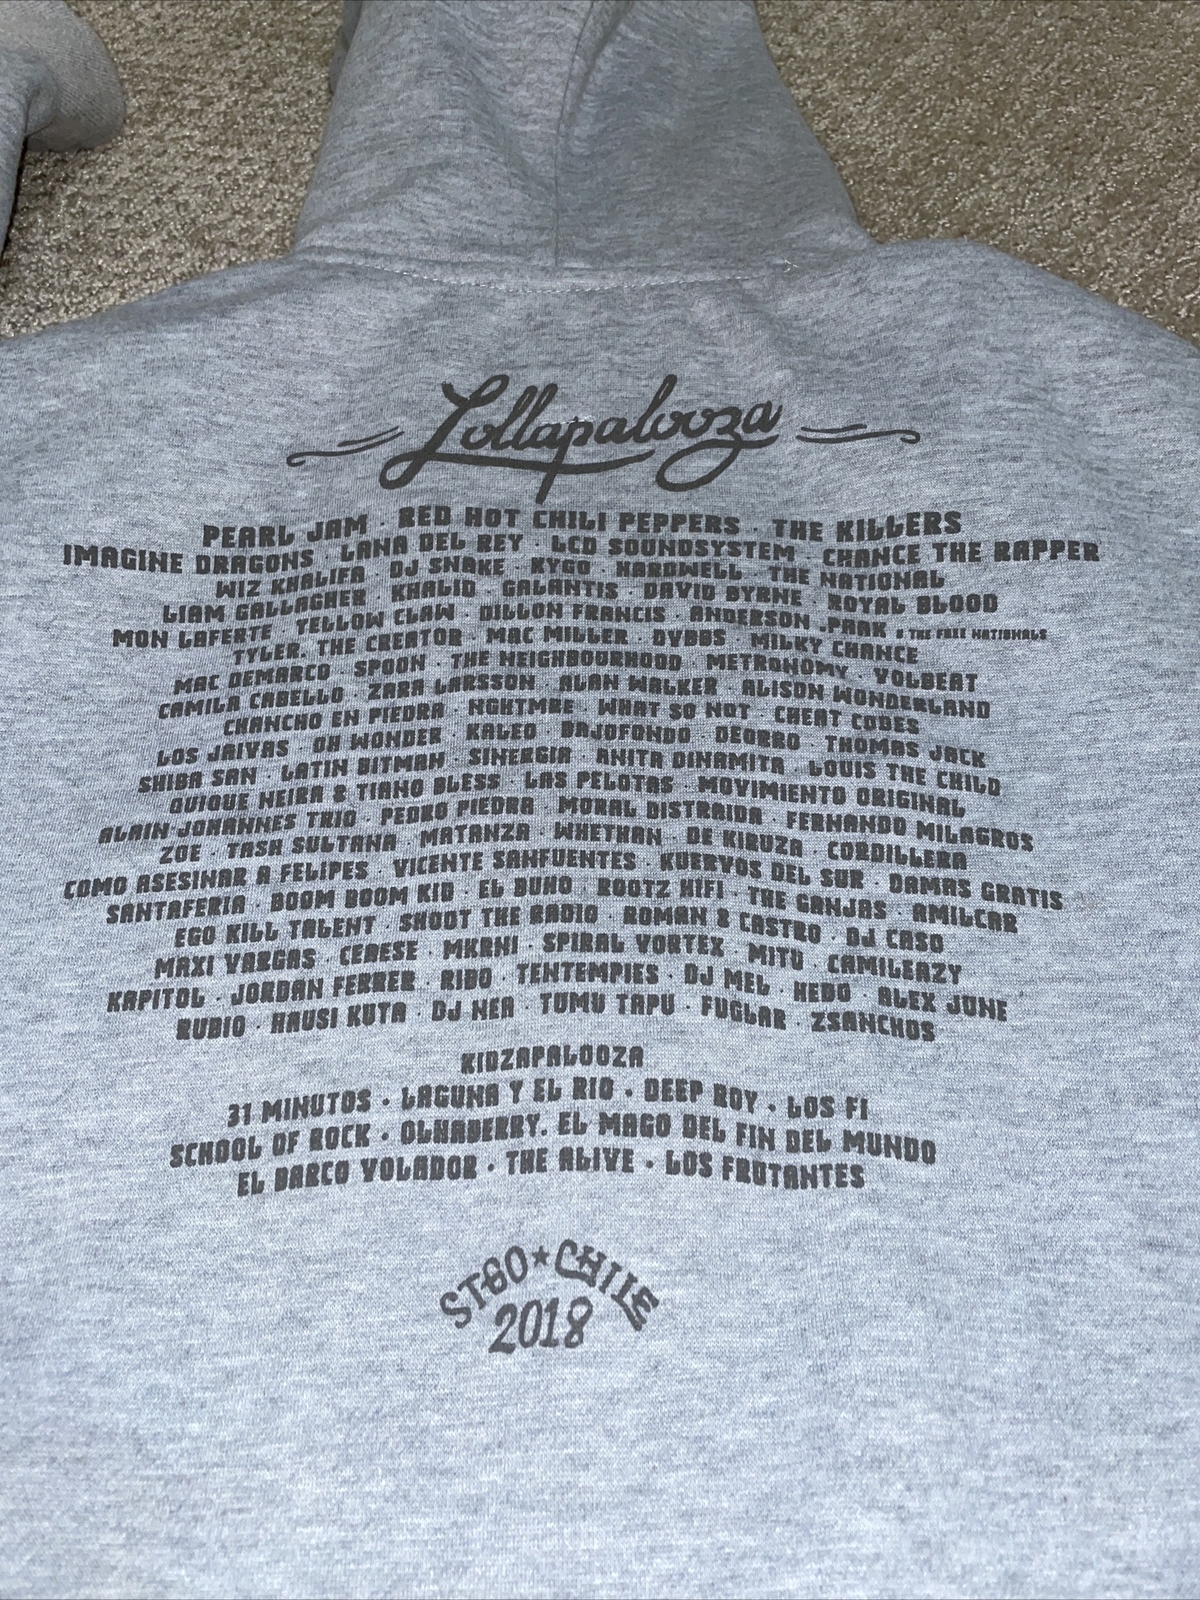 Lollapalooza
PEARL JAM · RED HOT CHILI PEPPERS · THE KILLERS
IMAGINE DRAGONS · LANA DEL REY · LCD SOUNDSYSTEM · CHANCE THE RAPPER
WIZ KHALIFA · DJ SNAKE · KYGO · HARDWELL · THE NATIONAL
LIAM GALLAGHER · KHALID · GALANTIS · DAVID BYRNE · ROYAL BLOOD
MON LAFERTE · YELLOW CLAW · DILLON FRANCIS · ANDERSON .PAAK & THE FREE NATIONALS
TYLER, THE CREATOR · MAC MILLER · DVBBS · MILKY CHANCE
MAC DEMARCO · SPOON · THE NEIGHBOURHOOD · METRONOMY · VOLBEAT
CAMILA CABELLO · ZARA LARSSON · ALAN WALKER · ALISON WONDERLAND
CHANCHO EN PIEDRA · NGHTMRE · WHAT SO NOT · CHEAT CODES
LOS JAIVAS · OH WONDER · KALEO · BAJOFONDO · DEORRO · THOMAS JACK
SHIBA SAN · LATIN BITMAN · SINERGIA · ANITA DINAMITA · LOUIS THE CHILD
QUIQUE NEIRA & TIANO BLESS · LAS PELOTAS · MOVIMIENTO ORIGINAL
ALAIN JOHANNES TRIO · PEDRO PIEDRA · MORAL DISTRAIDA · FERNANDO MILAGROS
ZOE · TASH SULTANA · MATANZA · WHETHAN · DE KIRUZA · CORDILLERA
COMO ASESINAR A FELIPES · VICENTE SANFUENTES · KUERVOS DEL SUR · DAMAS GRATIS
SANTAFERIA · BOOM BOOM KID · EL BUHO · ROOTZ HIFI · THE GANJAS · AMILCAR
EGO KILL TALENT · SHOOT THE RADIO · ROMAN & CASTRO · DJ CASO
MAXI VARGAS · CERESE · MKRNI · SPIRAL VORTEX · MITU · CAMILEAZY
KAPITOL · JORDAN FERRER · RIBO · TENTEMPIES · DJ MEL · HEDO · ALEX JUNE
RUBIO · HAUSI KUTA · DJ NEA · TUMU TAPU · FUGLAR · ZSANCHOS
KIDZAPALOOZA
31 MINUTOS · LAGUNA Y EL RIO · DEEP ROY · LOS FI
SCHOOL OF ROCK · OLNABERRY, EL MAGO DEL FIN DEL MUNDO
EL BARCO VOLADOR · THE ALIVE · LOS FRUTANTES
STGO★CHILE
2018